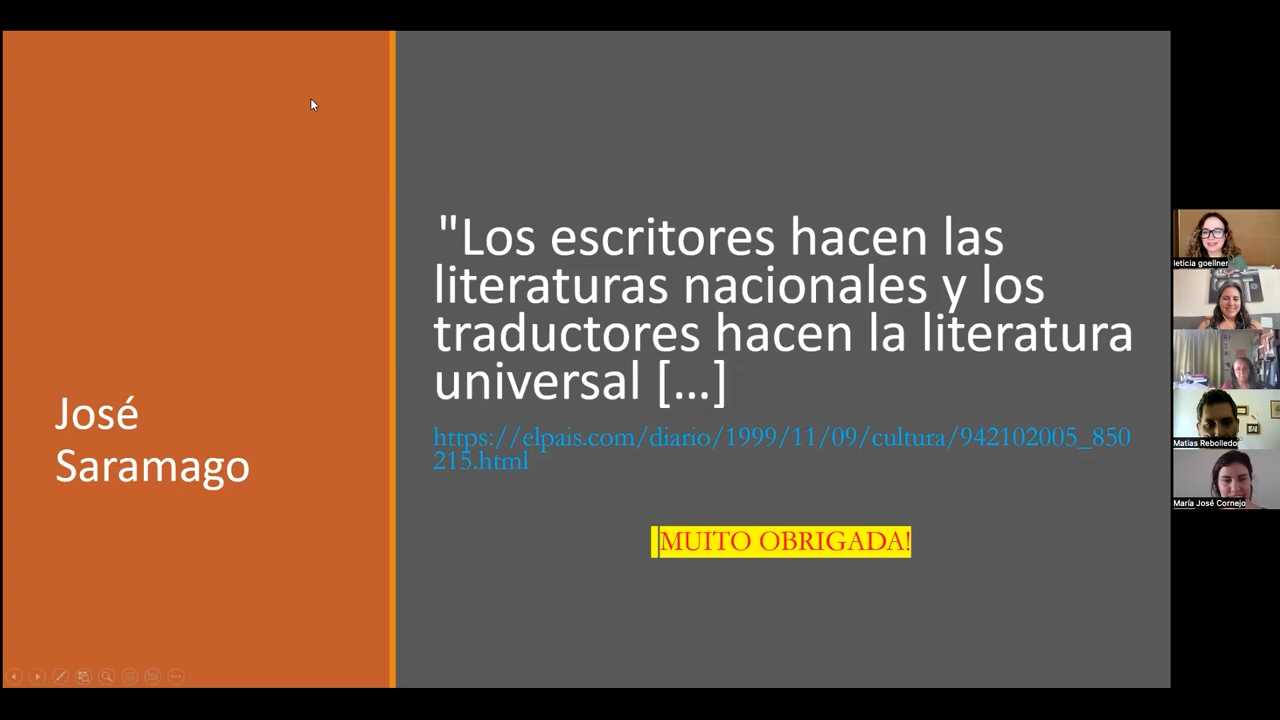 José
Saramago
"Los escritores hacen las
literaturas nacionales y los
traductores hacen la literatura
universal […]
https://elpais.com/diario/1999/11/09/cultura/942102005_850
215.html
MUITO OBRIGADA!
leticia goellner
Matias Rebolledo
María José Cornejo